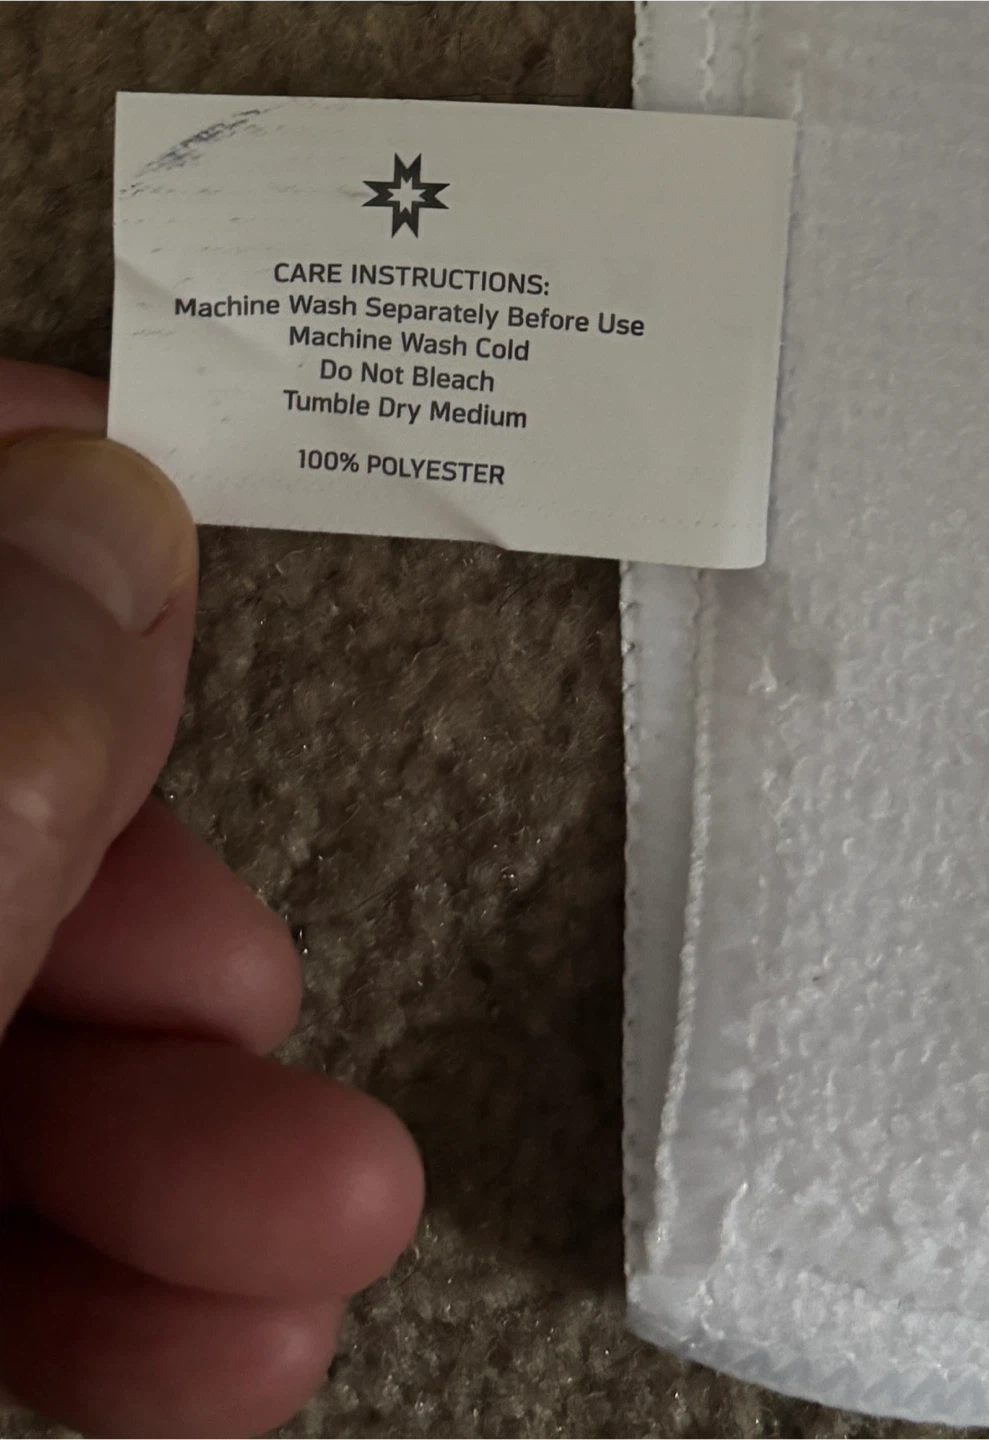 CARE INSTRUCTIONS:
Machine Wash Separately Before Use
Machine Wash Cold
Do Not Bleach
Tumble Dry Medium
100% POLYESTER